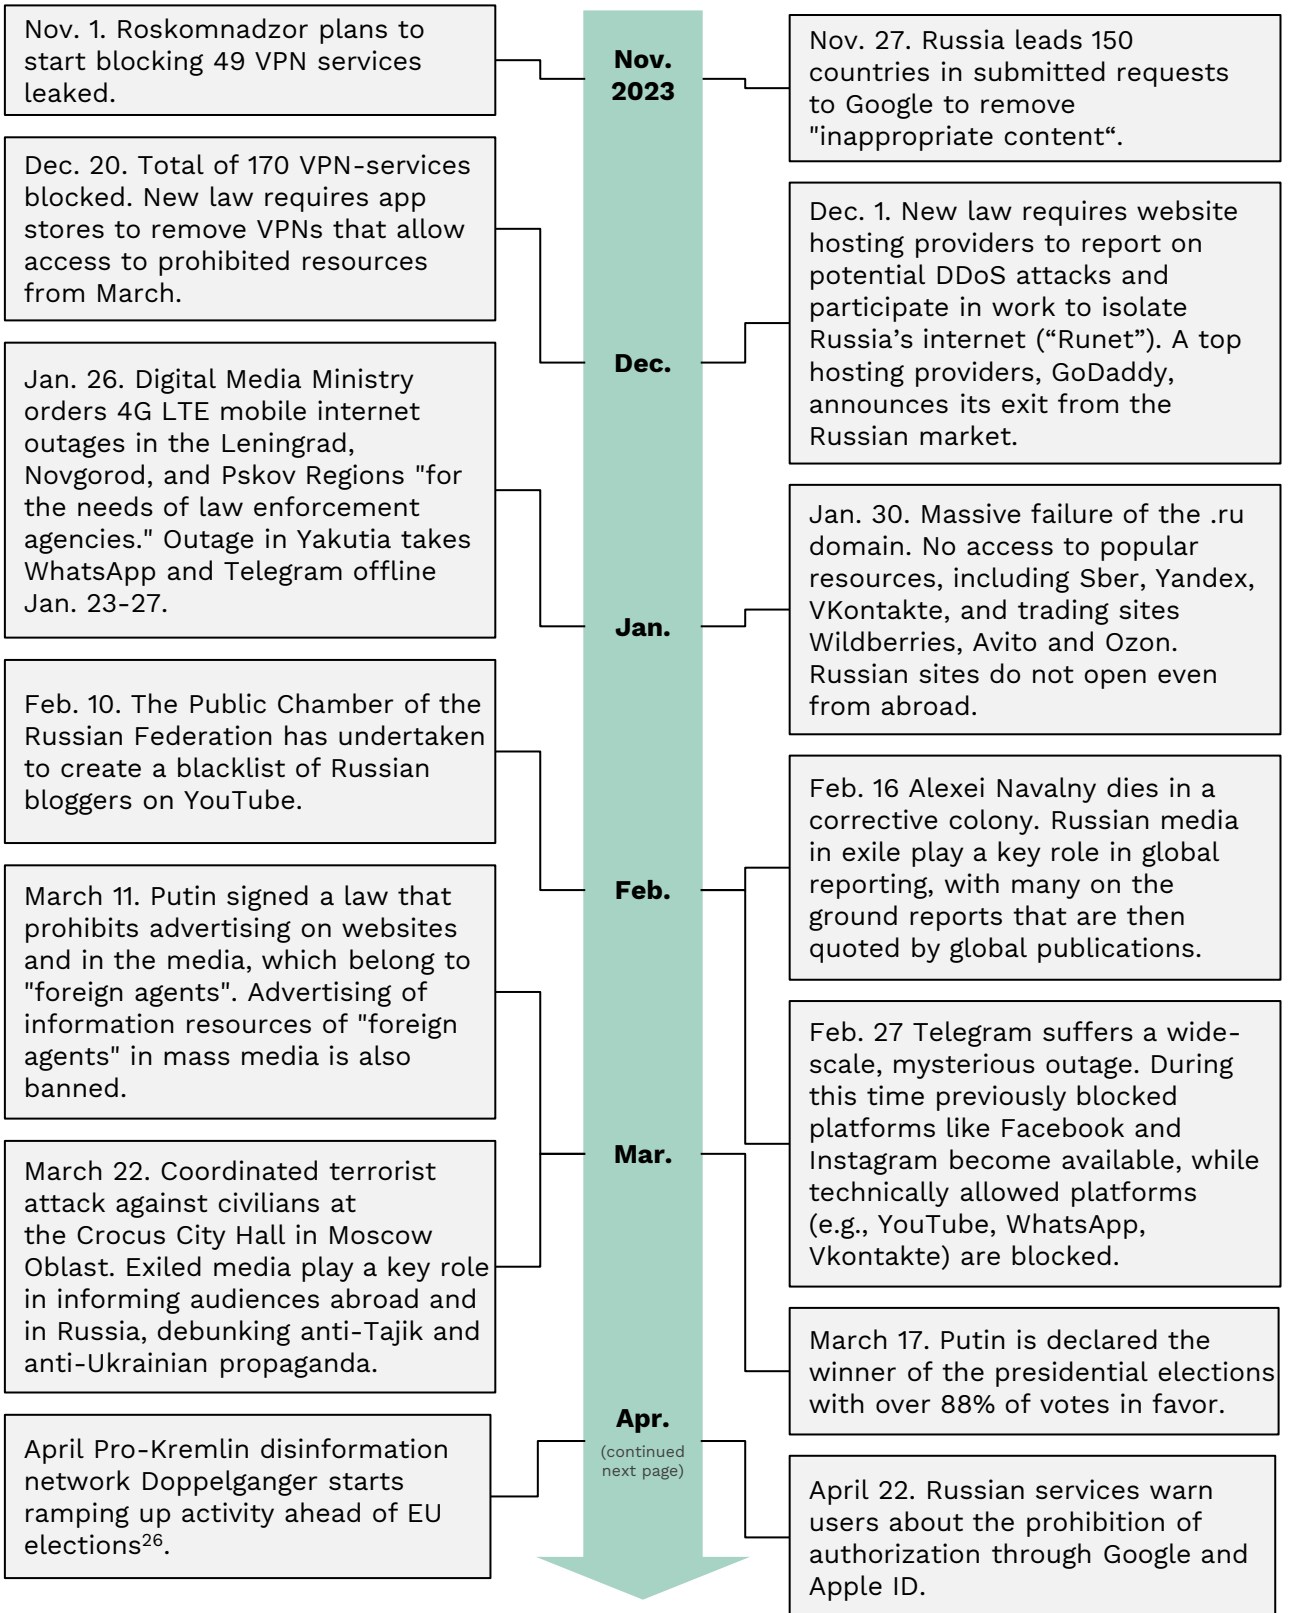 Nov. 1. Roskomnadzor plans to
start blocking 49 VPN services
leaked.
Nov.
2023
Nov. 27. Russia leads 150
countries in submitted requests
to Google to remove
"inappropriate content“.
Dec. 20. Total of 170 VPN-services
blocked. New law requires app
stores to remove VPNs that allow
access to prohibited resources
from March.
Dec.
Dec. 1. New law requires website
hosting providers to report on
potential DDoS attacks and
participate in work to isolate
Russia’s internet (“Runet”). A top
hosting providers, GoDaddy,
announces its exit from the
Russian market.
Jan. 26. Digital Media Ministry
orders 4G LTE mobile internet
outages in the Leningrad,
Novgorod, and Pskov Regions "for
the needs of law enforcement
agencies." Outage in Yakutia takes
WhatsApp and Telegram offline
Jan. 23-27.
Jan.
Jan. 30. Massive failure of the .ru
domain. No access to popular
resources, including Sber, Yandex,
VKontakte, and trading sites
Wildberries, Avito and Ozon.
Russian sites do not open even
from abroad.
Feb. 10. The Public Chamber of the
Russian Federation has undertaken
to create a blacklist of Russian
bloggers on YouTube.
Feb.
Feb. 16 Alexei Navalny dies in a
corrective colony. Russian media
in exile play a key role in global
reporting, with many on the
ground reports that are then
quoted by global publications.
Feb. 27 Telegram suffers a wide-
scale, mysterious outage. During
this time previously blocked
platforms like Facebook and
Instagram become available, while
technically allowed platforms
(e.g., YouTube, WhatsApp,
Vkontakte) are blocked.
March 11. Putin signed a law that
prohibits advertising on websites
and in the media, which belong to
"foreign agents". Advertising of
information resources of "foreign
agents" in mass media is also
banned.
Mar.
March 22. Coordinated terrorist
attack against civilians at
the Crocus City Hall in Moscow
Oblast. Exiled media play a key role
in informing audiences abroad and
in Russia, debunking anti-Tajik and
anti-Ukrainian propaganda.
March 17. Putin is declared the
winner of the presidential elections
with over 88% of votes in favor.
Apr.
(continued
next page)
April Pro-Kremlin disinformation
network Doppelganger starts
ramping up activity ahead of EU
elections²⁶.
April 22. Russian services warn
users about the prohibition of
authorization through Google and
Apple ID.